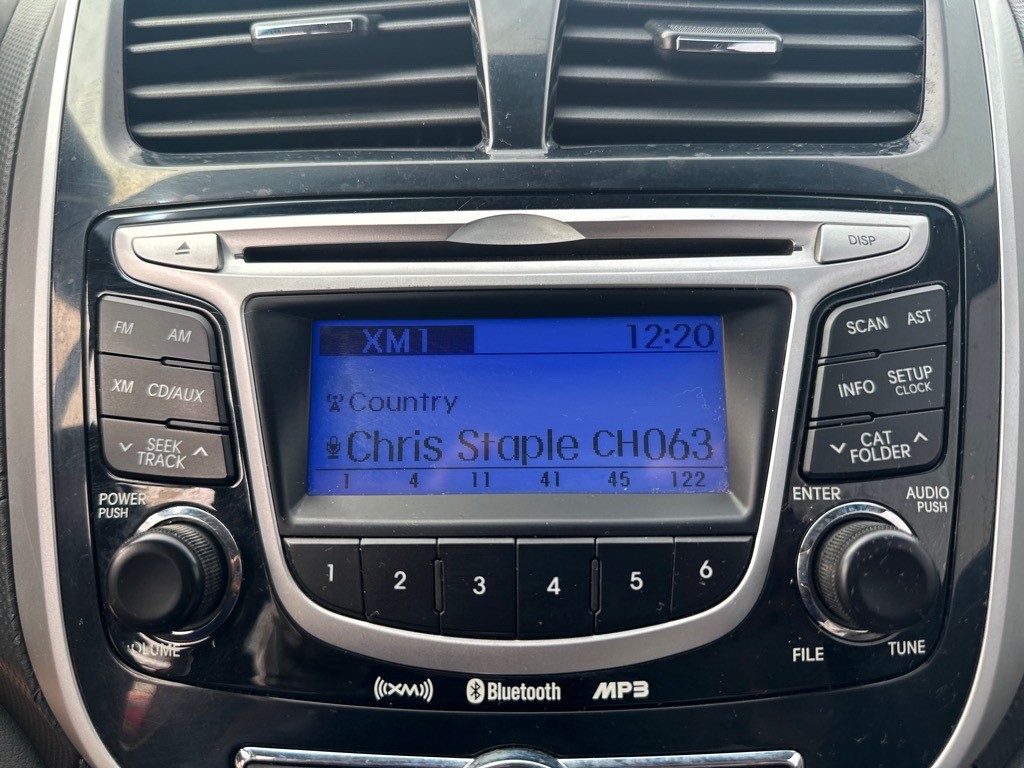 DISP
FM AM
XM CD/AUX
SEEK
TRACK
POWER
PUSH
VOLUME
XM1 12:20
Country
Chris Staple CH063
1 4 11 41 45 122
1 2 3 4 5 6
SCAN AST
INFO SETUP
CLOCK
CAT
FOLDER
ENTER AUDIO
PUSH
FILE TUNE
((XM)) Bluetooth MP3